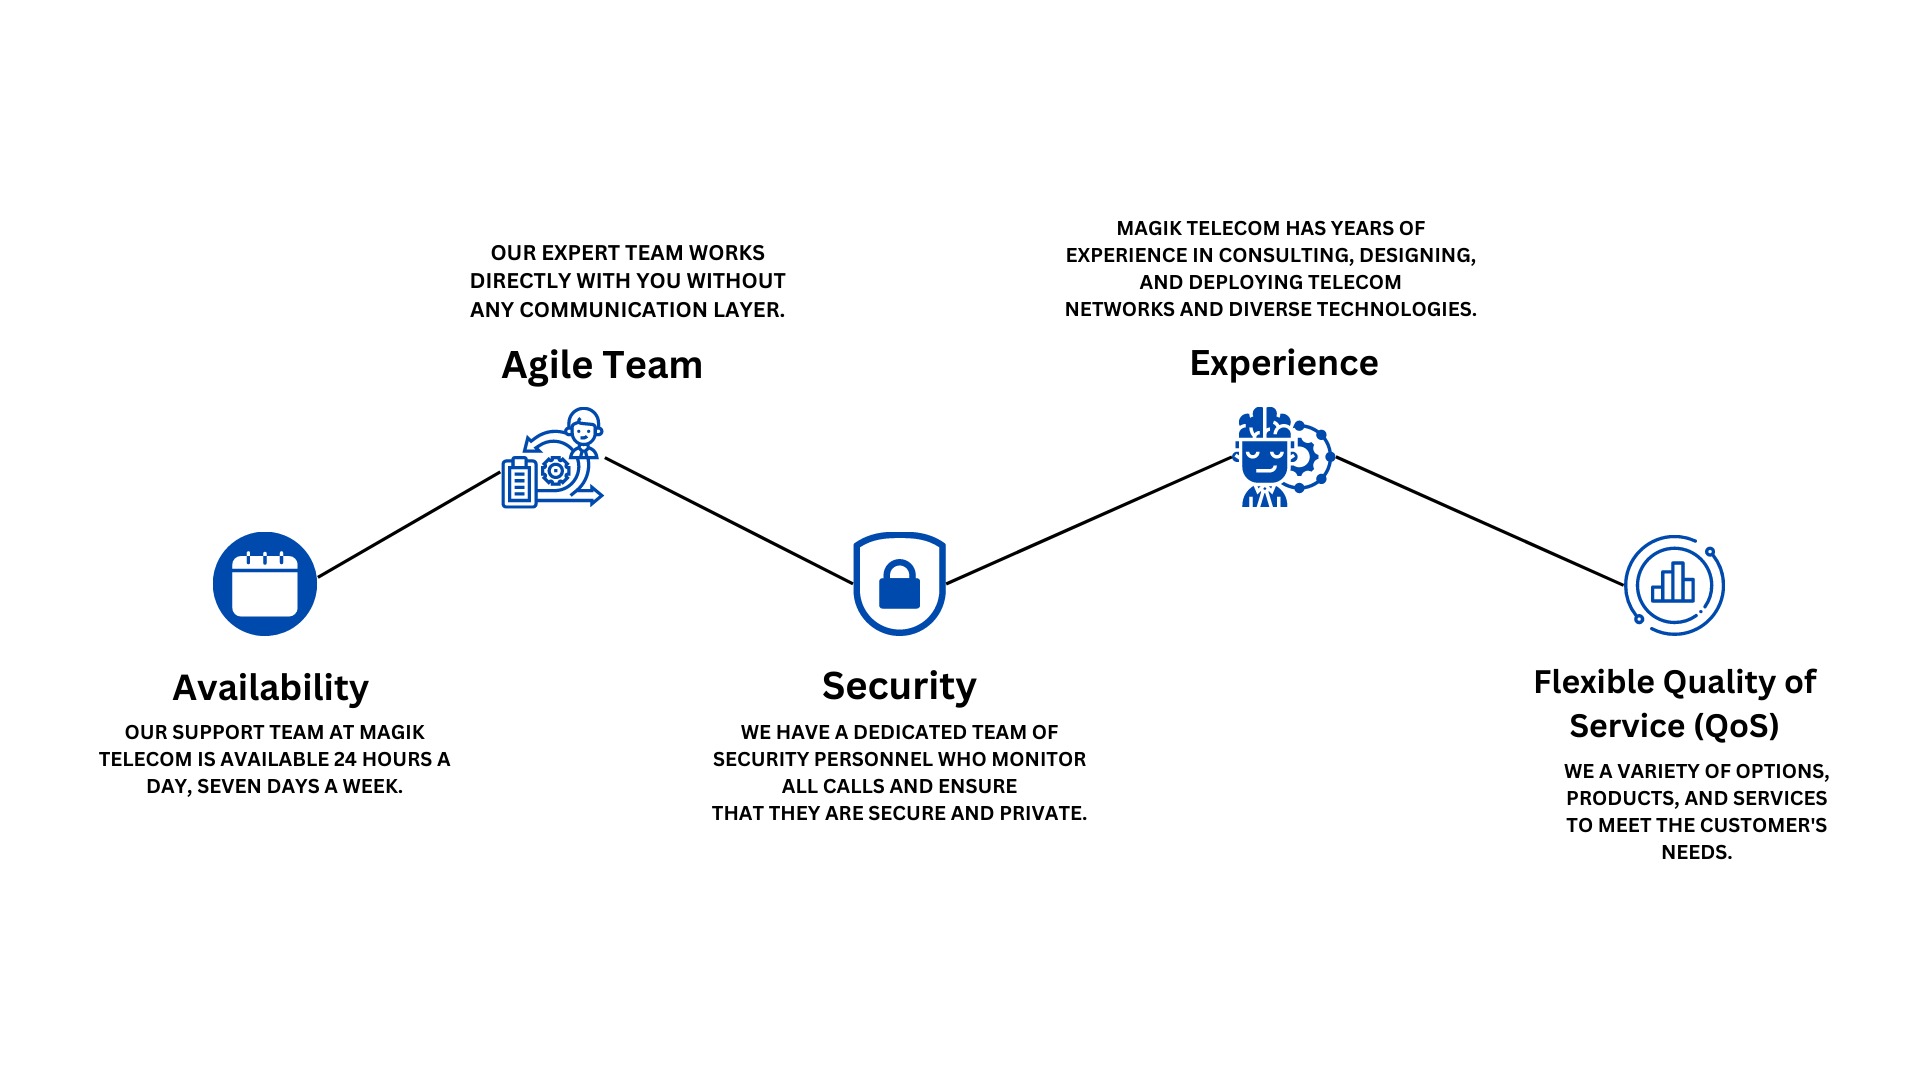 OUR EXPERT TEAM WORKS
DIRECTLY WITH YOU WITHOUT
ANY COMMUNICATION LAYER.
Agile Team
MAGIK TELECOM HAS YEARS OF
EXPERIENCE IN CONSULTING, DESIGNING,
AND DEPLOYING TELECOM
NETWORKS AND DIVERSE TECHNOLOGIES.
Experience
Availability
OUR SUPPORT TEAM AT MAGIK
TELECOM IS AVAILABLE 24 HOURS A
DAY, SEVEN DAYS A WEEK.
Security
WE HAVE A DEDICATED TEAM OF
SECURITY PERSONNEL WHO MONITOR
ALL CALLS AND ENSURE
THAT THEY ARE SECURE AND PRIVATE.
Flexible Quality of
Service (QoS)
WE A VARIETY OF OPTIONS,
PRODUCTS, AND SERVICES
TO MEET THE CUSTOMER'S
NEEDS.